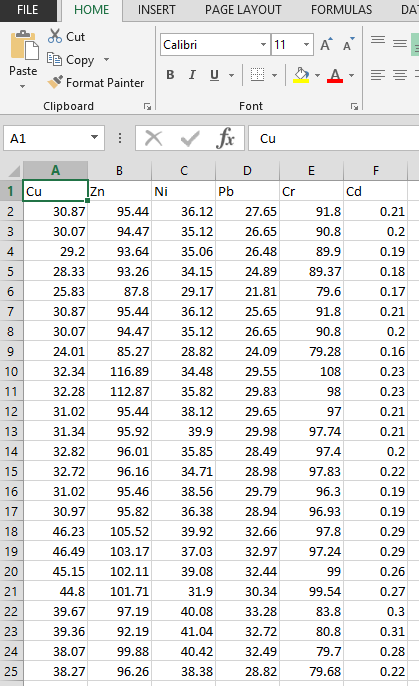 FILE HOME INSERT PAGE LAYOUT FORMULAS DA
Cut
Copy
Format Painter
Paste
Clipboard
Calibri 11 A A
B I U A
Font
A1 fx Cu
A B C D E F
1 Cu Zn Ni Pb Cr Cd
2 30.87 95.44 36.12 27.65 91.8 0.21
3 30.07 94.47 35.12 26.65 90.8 0.2
4 29.2 93.64 35.06 26.48 89.9 0.19
5 28.33 93.26 34.15 24.89 89.37 0.18
6 25.83 87.8 29.17 21.81 79.6 0.17
7 30.87 95.44 36.12 25.65 91.8 0.21
8 30.07 94.47 35.12 26.65 90.8 0.2
9 24.01 85.27 28.82 24.09 79.28 0.16
10 32.34 116.89 34.48 29.55 108 0.23
11 32.28 112.87 35.82 29.83 98 0.23
12 31.02 95.44 38.12 26.65 97 0.21
13 31.34 95.92 39.9 29.98 97.74 0.21
14 32.82 96.01 35.85 28.49 97.4 0.2
15 32.72 96.16 34.71 28.98 97.83 0.22
16 31.02 95.46 38.56 29.79 96.3 0.19
17 30.97 95.82 36.38 28.94 96.93 0.19
18 46.23 105.52 39.92 32.66 97.8 0.29
19 46.49 103.17 37.03 32.97 97.24 0.29
20 45.15 102.11 39.08 32.44 99 0.26
21 44.8 101.71 31.9 30.34 99.54 0.27
22 39.67 97.19 40.08 33.28 83.8 0.3
23 39.36 92.19 41.04 32.72 80.8 0.31
24 38.07 99.88 40.42 32.49 79.7 0.28
25 38.27 96.26 38.38 28.82 79.68 0.22